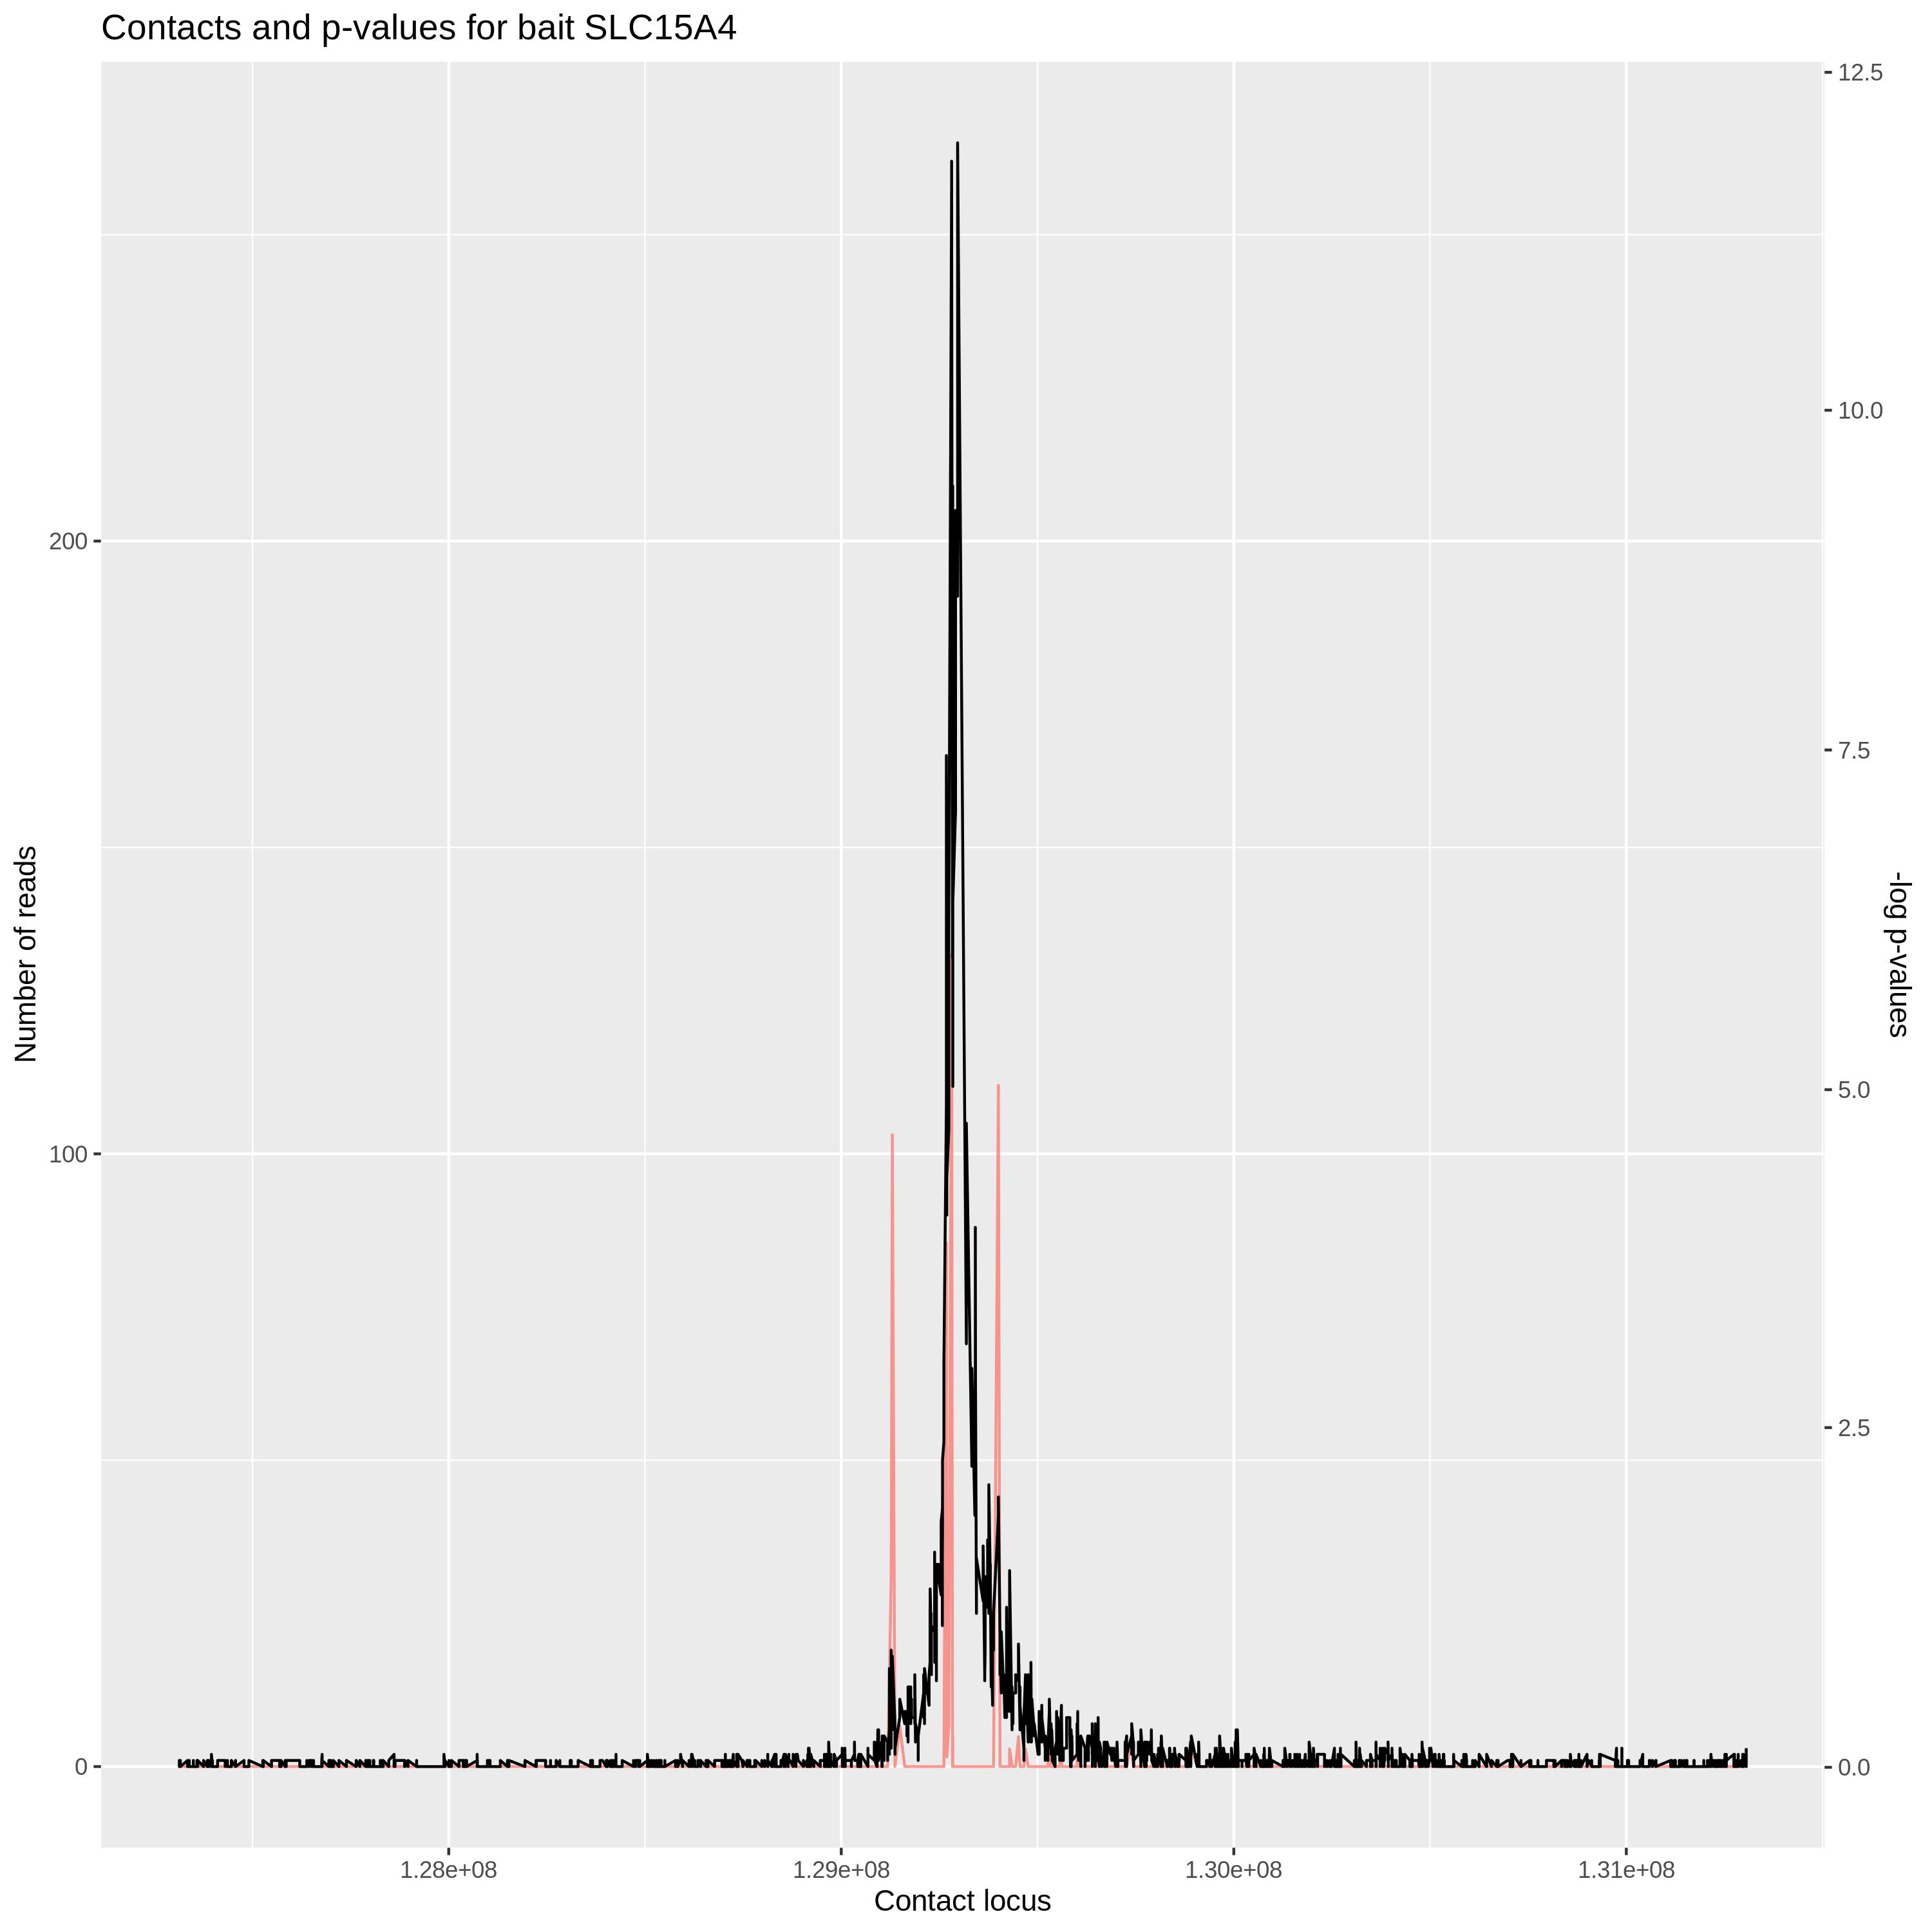 Contacts and p-values for bait SLC15A4
Number of reads
200
100
0
12.5
10.0
7.5
5.0
2.5
0.0
-log p-values
1.28e+08
1.29e+08
1.30e+08
1.31e+08
Contact locus